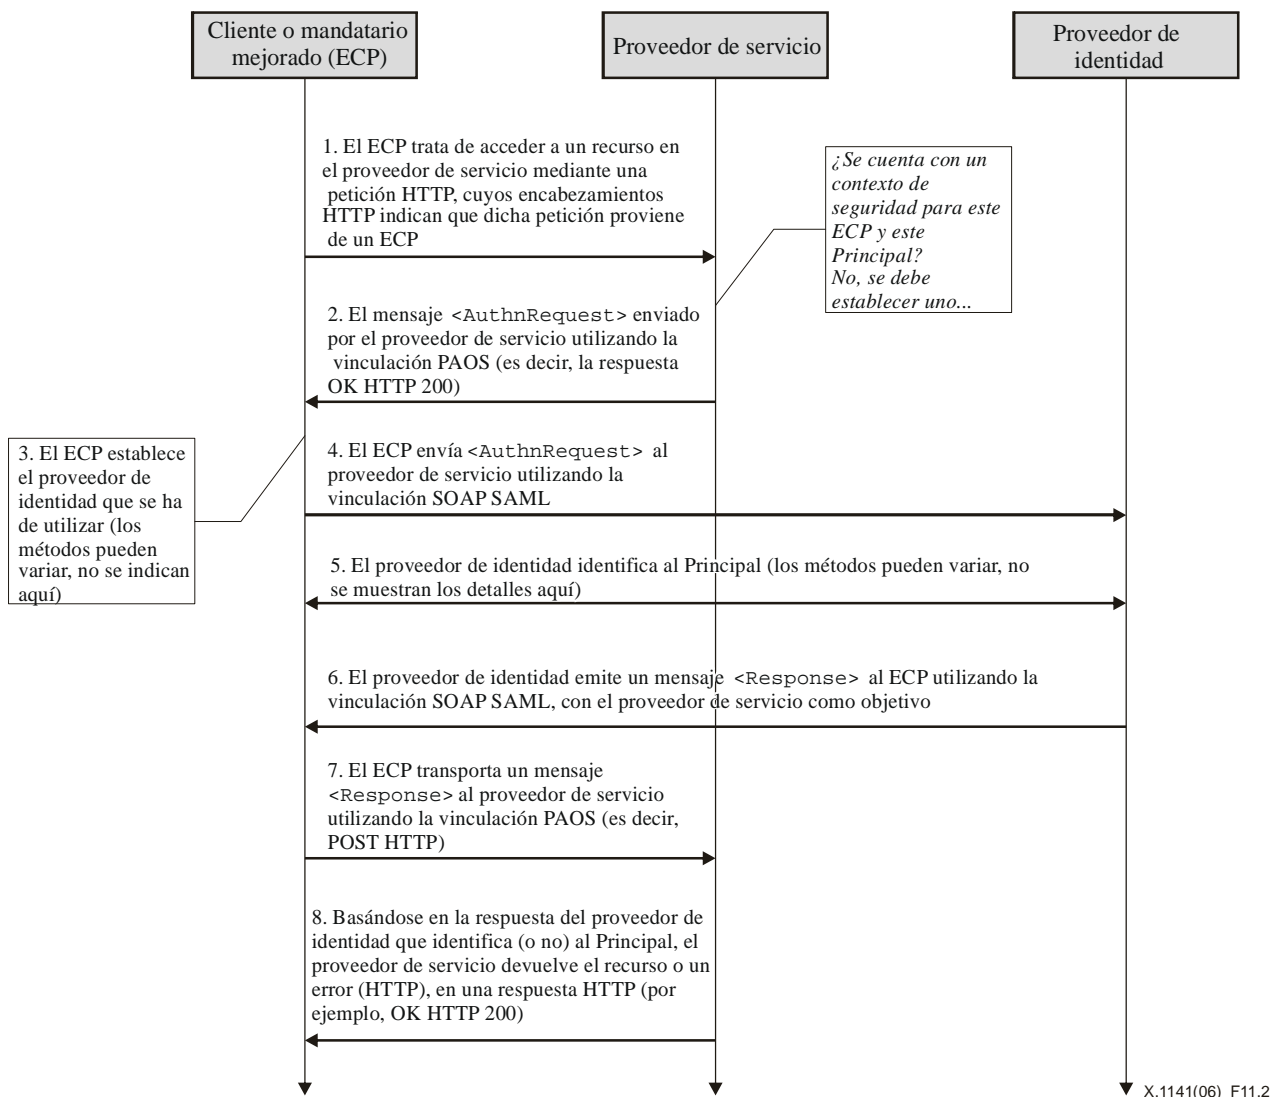 Cliente o mandatario
mejorado (ECP)
Proveedor de servicio
Proveedor de
identidad
1. El ECP trata de acceder a un recurso en
el proveedor de servicio mediante una
petición HTTP, cuyos encabezamientos
HTTP indican que dicha petición proviene
de un ECP
¿Se cuenta con un
contexto de
seguridad para este
ECP y este
Principal?
No, se debe
establecer uno...
2. El mensaje <AuthnRequest> enviado
por el proveedor de servicio utilizando la
vinculación PAOS (es decir, la respuesta
OK HTTP 200)
3. El ECP establece
el proveedor de
identidad que se ha
de utilizar (los
métodos pueden
variar, no se indican
aquí)
4. El ECP envía <AuthnRequest> al
proveedor de servicio utilizando la
vinculación SOAP SAML
5. El proveedor de identidad identifica al Principal (los métodos pueden variar, no
se muestran los detalles aquí)
6. El proveedor de identidad emite un mensaje <Response> al ECP utilizando la
vinculación SOAP SAML, con el proveedor de servicio como objetivo
7. El ECP transporta un mensaje
<Response> al proveedor de servicio
utilizando la vinculación PAOS (es decir,
POST HTTP)
8. Basándose en la respuesta del proveedor de
identidad que identifica (o no) al Principal, el
proveedor de servicio devuelve el recurso o un
error (HTTP), en una respuesta HTTP (por
ejemplo, OK HTTP 200)
X.1141(06)_F11.2